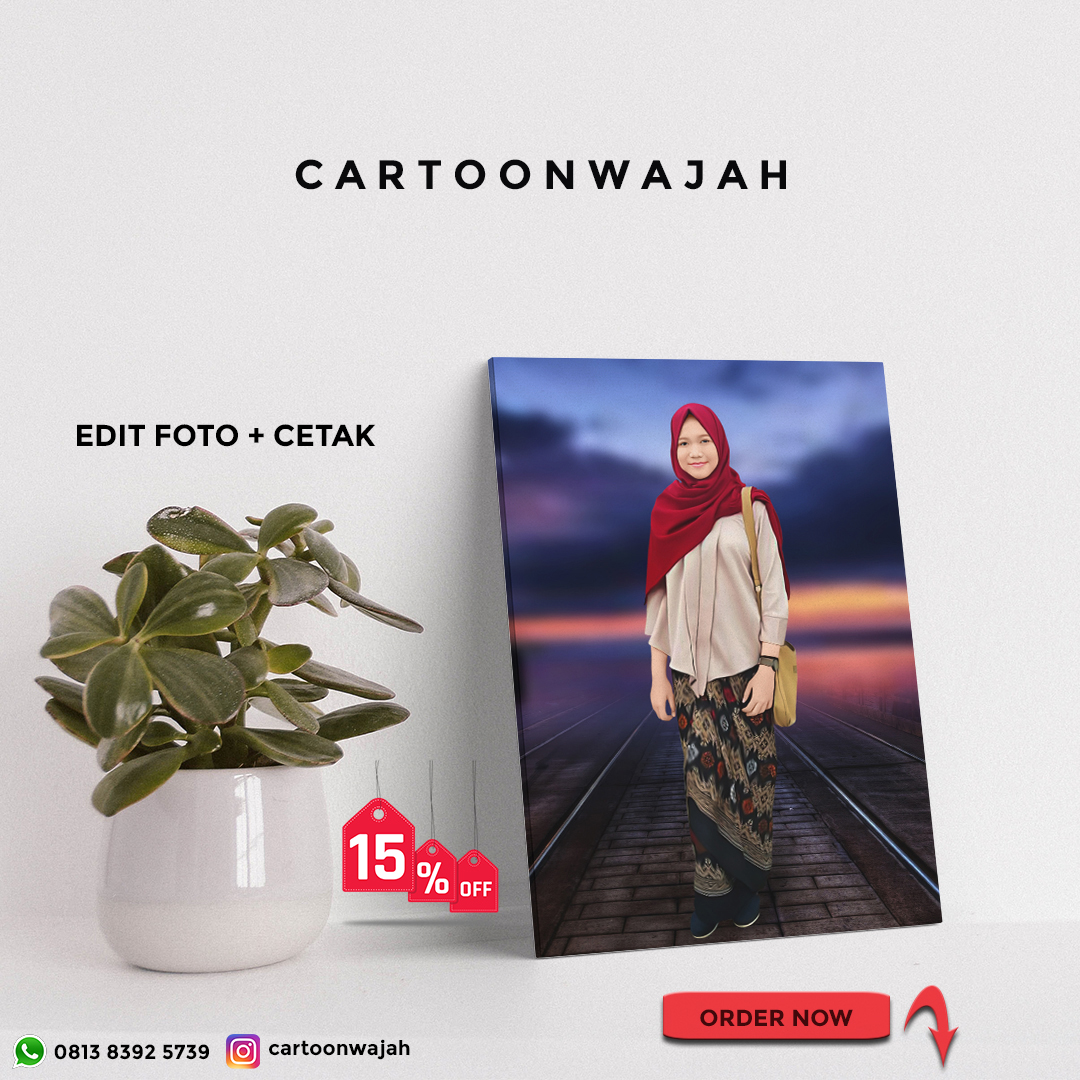 CARTOONWAJAH
EDIT FOTO + CETAK
15
%
OFF
ORDER NOW
0813 8392 5739
cartoonwajah